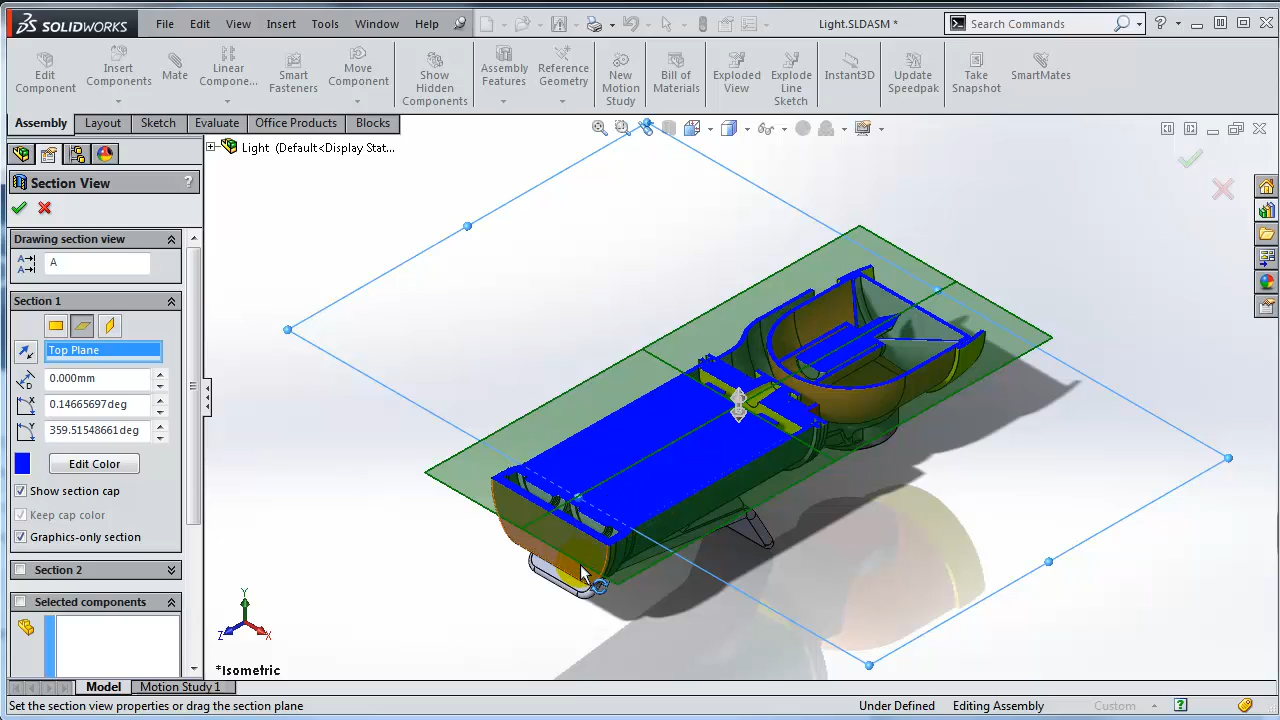 SOLIDWORKS File Edit View Insert Tools Window Help Light.SLDASM * Search Commands ?
Edit Component
Insert Components
Mate
Linear Compone...
Smart Fasteners
Move Component
Show Hidden Components
Assembly Features
Reference Geometry
New Motion Study
Bill of Materials
Exploded View
Explode Line Sketch
Instant3D
Update Speedpak
Take Snapshot
SmartMates
Assembly Layout Sketch Evaluate Office Products Blocks
Light (Default<Display Stat...
Section View ?
Drawing section view
A
Section 1
Top Plane
0.000mm
0.14665697deg
359.51548661deg
Edit Color
Show section cap
Keep cap color
Graphics-only section
Section 2
Selected components
Y
Z X
*Isometric
Model Motion Study 1
Set the section view properties or drag the section plane Under Defined Editing Assembly Custom ?